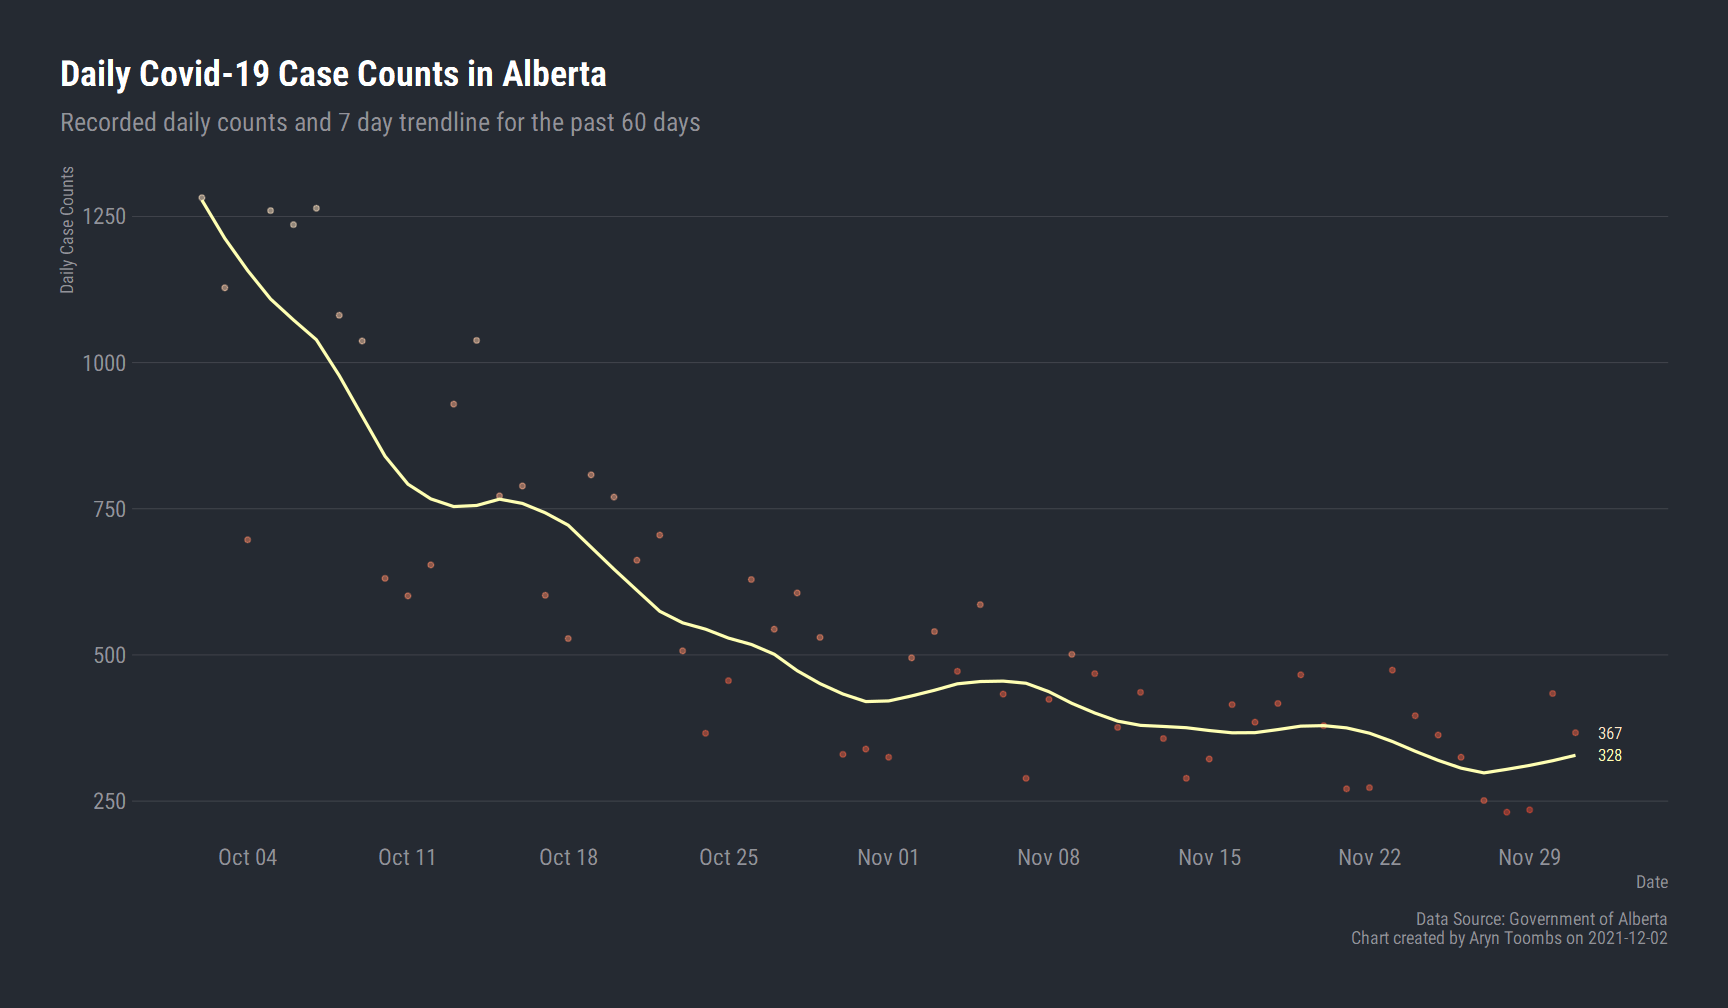 Daily Covid-19 Case Counts in Alberta
Recorded daily counts and 7 day trendline for the past 60 days
Daily Case Counts
1250
1000
750
500
250
367
328
Oct 04 Oct 11 Oct 18 Oct 25 Nov 01 Nov 08 Nov 15 Nov 22 Nov 29
Date
Data Source: Government of Alberta
Chart created by Aryn Toombs on 2021-12-02